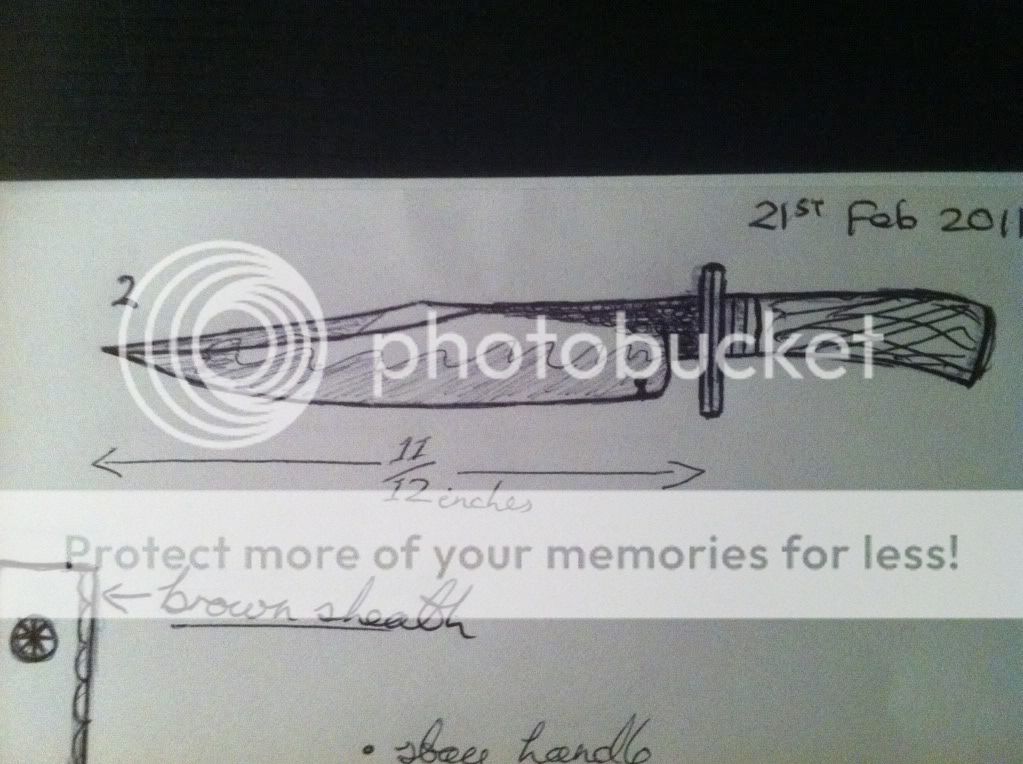 21ST Feb 2011
2
photobucket
11
12 inches
Protect more of your memories for less!
brown sheath
handle